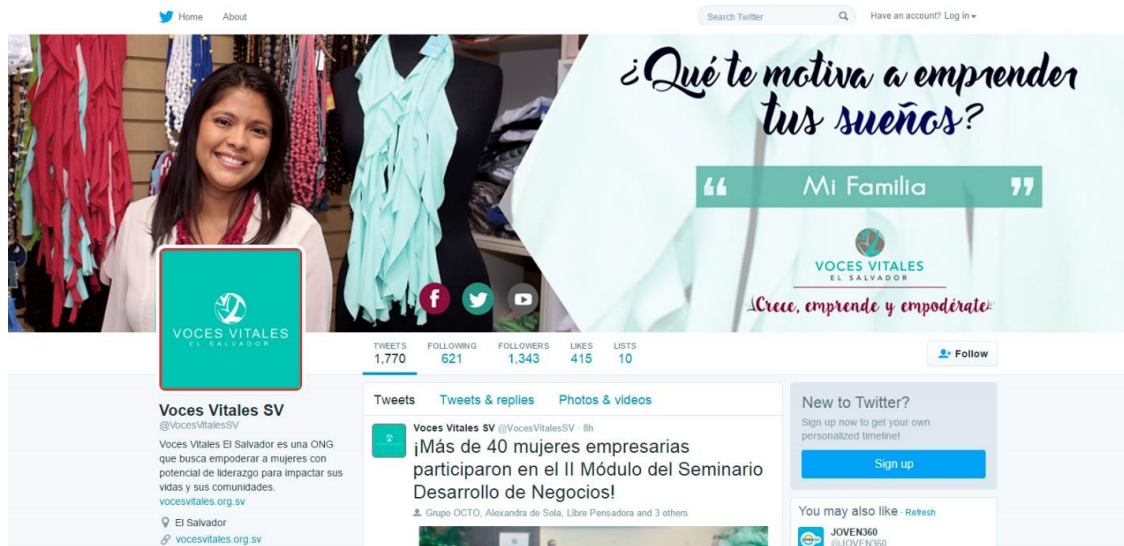 Home About
Search Twitter
Have an account? Log in
¿Qué te motiva a emprender
tus sueños?
“ Mi Familia ”
VOCES VITALES
EL SALVADOR
Crece, emprende y empodérate
f
VOCES VITALES
EL SALVADOR
TWEETS FOLLOWING FOLLOWERS LIKES LISTS
1,770 621 1,343 415 10
Follow
Voces Vitales SV
@VocesVitalesSV
Voces Vitales El Salvador es una ONG
que busca empoderar a mujeres con
potencial de liderazgo para impactar sus
vidas y sus comunidades.
vocesvitales.org.sv
El Salvador
vocesvitales.org.sv
Tweets Tweets & replies Photos & videos
Voces Vitales SV @VocesVitalesSV · 8h
¡Más de 40 mujeres empresarias
participaron en el II Módulo del Seminario
Desarrollo de Negocios!
Grupo OCTO, Alexandra de Sola, Libre Pensadora and 3 others
New to Twitter?
Sign up now to get your own
personalized timeline!
Sign up
You may also like · Refresh
JOVEN360
@JOVEN360